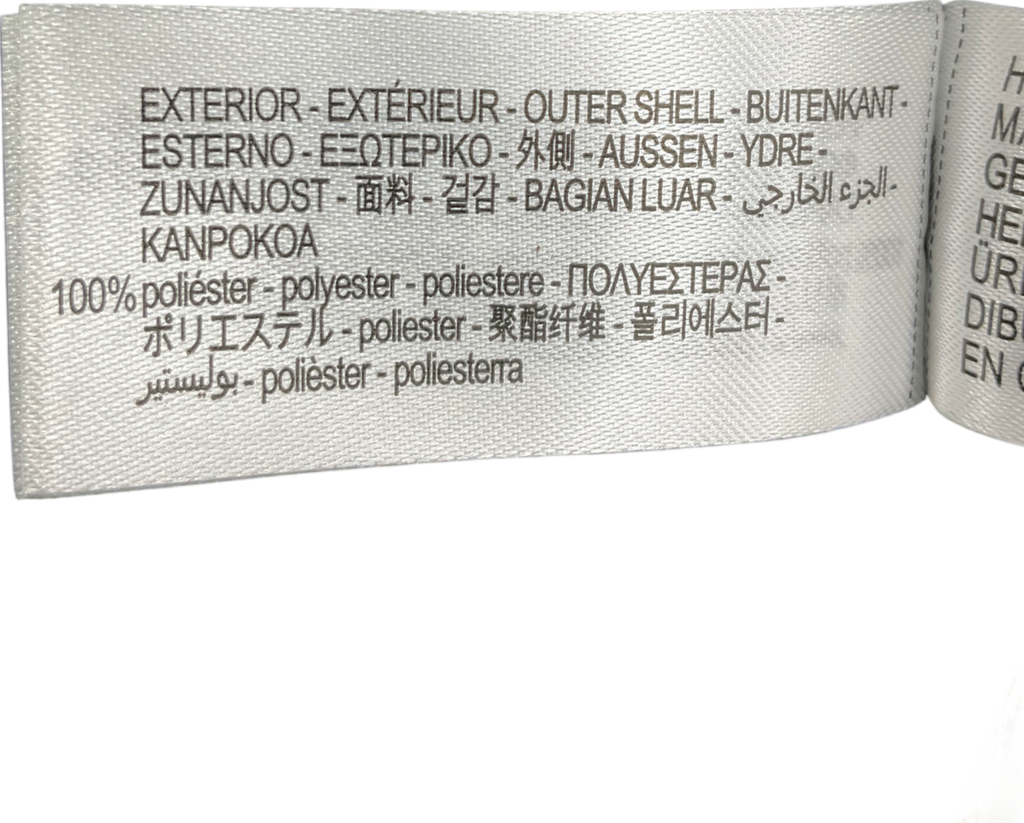 EXTERIOR - EXTÉRIEUR - OUTER SHELL - BUITENKANT -
ESTERNO - ΕΞΩΤΕΡΙΚΟ - 外側 - AUSSEN - YDRE -
ZUNANJOST - 面料 - 겉감 - BAGIAN LUAR - الجزء الخارجي -
KANPOKOA
100% poliéster - polyester - poliestere - ΠΟΛΥΕΣΤΕΡΑΣ -
ポリエステル - poliester - 聚酯纤维 - 폴리에스터 -
بوليستير - polièster - poliesterra
EN